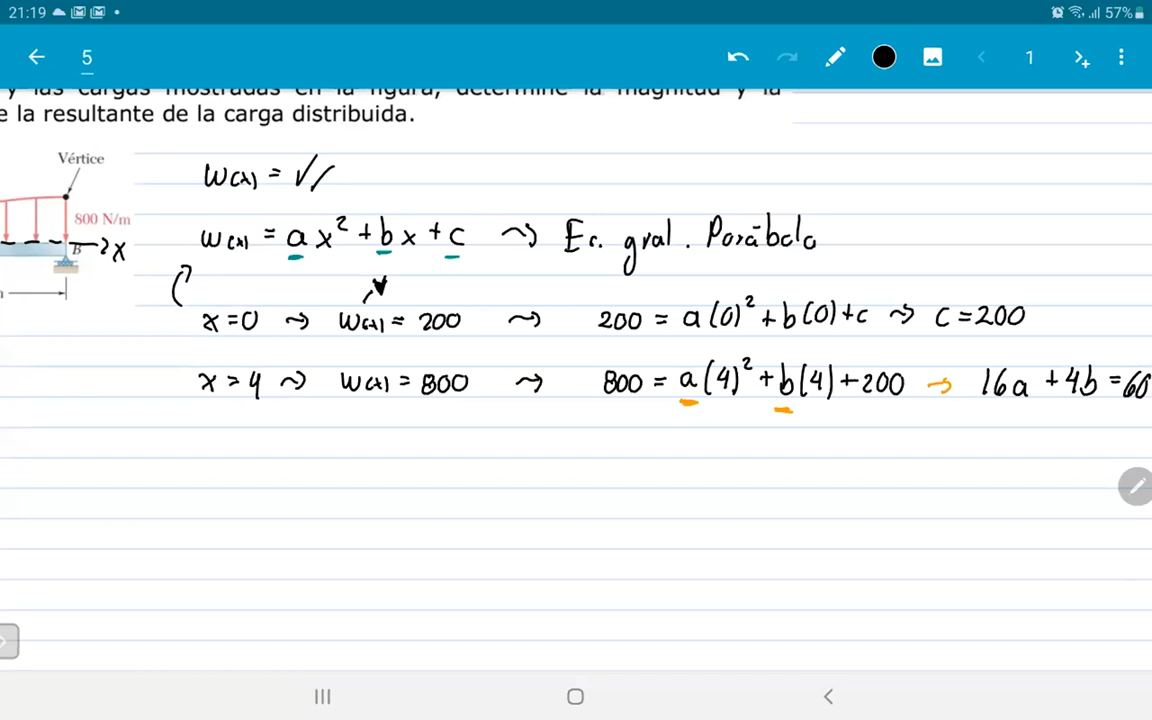 21:19 57%
5 1
y las cargas mostradas en la figura, determine la magnitud y la
e la resultante de la carga distribuida.
Vértice
800 N/m
B
x
w(x) =
w(x) = a x² + b x + c ⤳ Ec. gral. Parábola
x = 0 ⤳ w(x) = 200 ⤳ 200 = a(0)² + b(0) + c ⤳ c = 200
x = 4 ⤳ w(x) = 800 ⤳ 800 = a(4)² + b(4) + 200 → 16a + 4b = 60